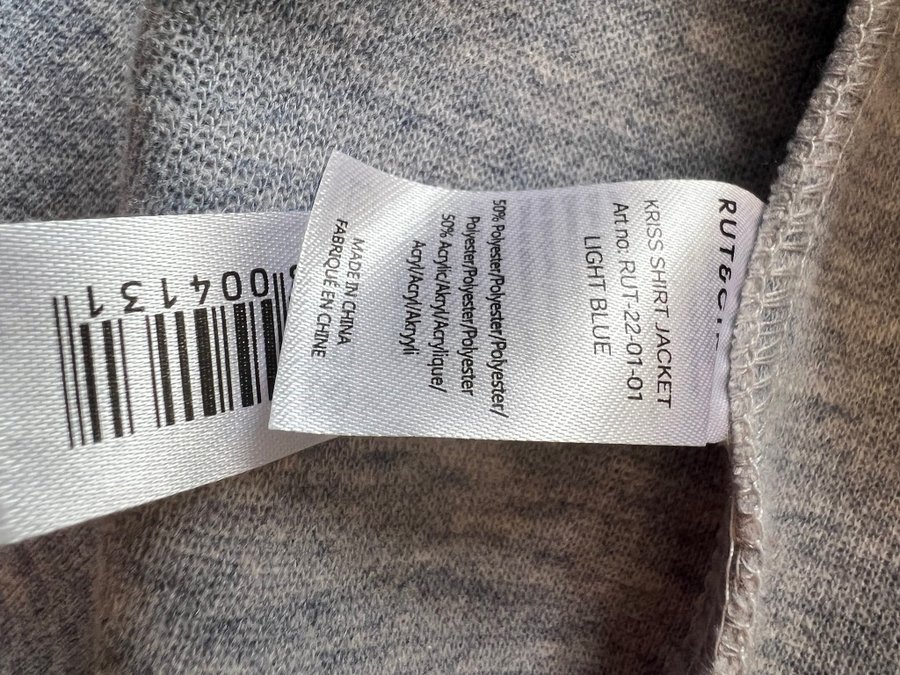 RUT&CI
KRISS SHIRT JACKET
Art no: RUT-22-01-01
LIGHT BLUE
50% Polyester/Polyester/Polyester/
Polyester/Polyester/Polyester
50% Acrylic/Akryl/Acrylique/
Acryl/Acryl/Akryyli
MADE IN CHINA
FABRIQUÉ EN CHINE
004131